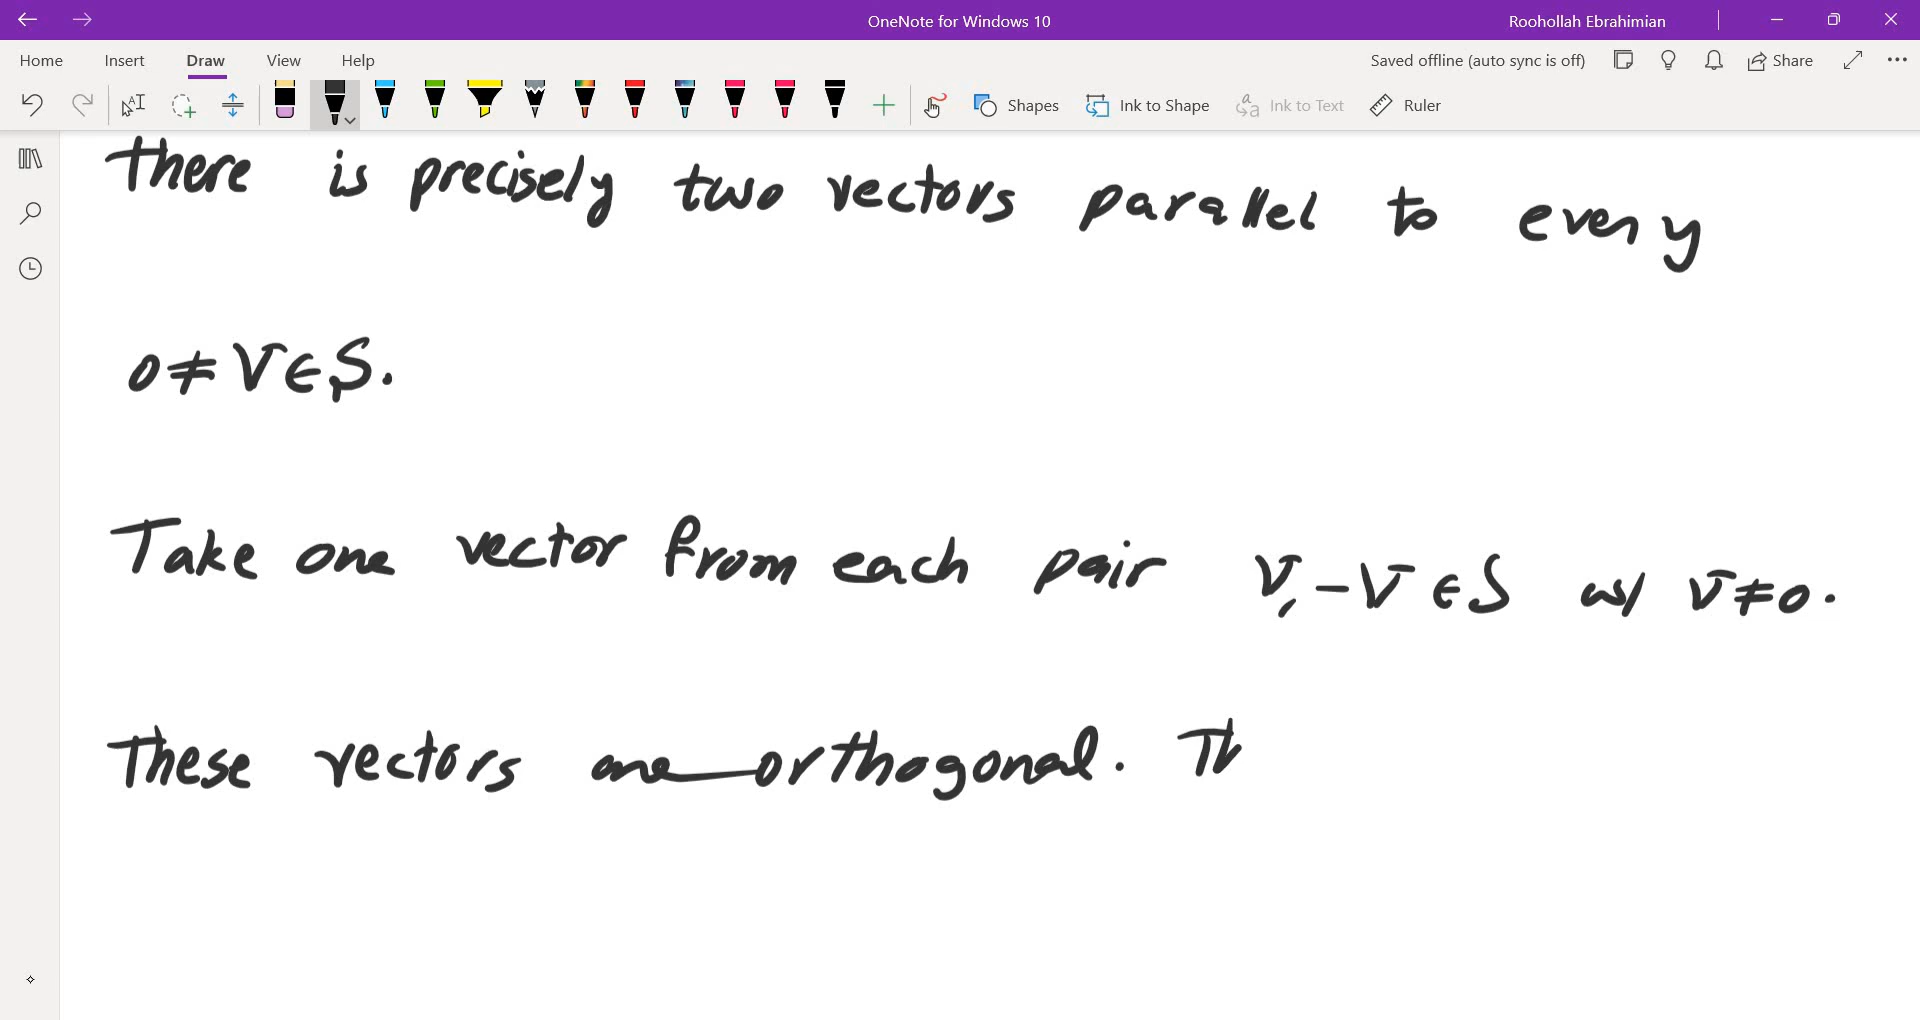 OneNote for Windows 10
Roohollah Ebrahimian
Home Insert Draw View Help
Saved offline (auto sync is off) Share
Shapes Ink to Shape Ink to Text Ruler
There is precisely two vectors parallel to every
0 ≠ v ∈ S.
Take one vector from each pair v, -v ∈ S w/ v ≠ 0.
These vectors are orthogonal. Th